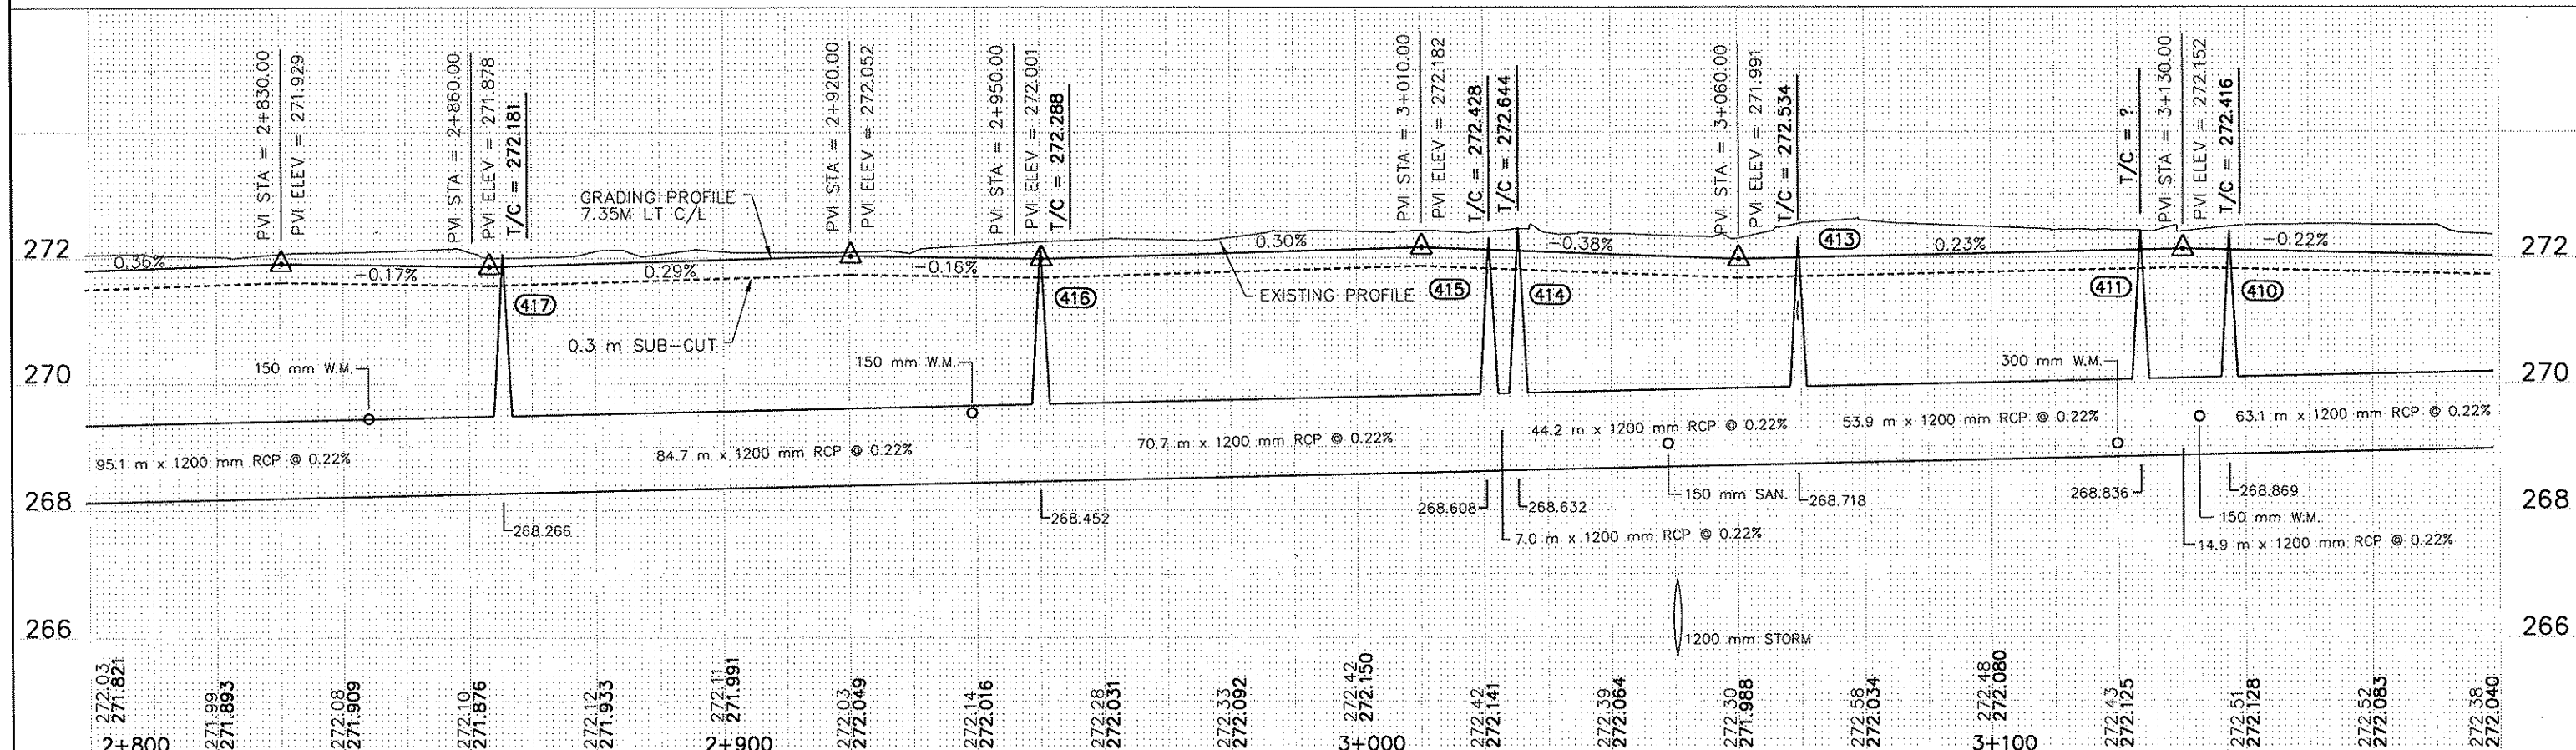 PVI STA = 2+830.00
PVI ELEV = 271.929
PVI STA = 2+860.00
PVI ELEV = 271.878
T/C = 272.181
PVI STA = 2+920.00
PVI ELEV = 272.052
PVI STA = 2+950.00
PVI ELEV = 272.001
T/C = 272.288
PVI STA = 3+010.00
PVI ELEV = 272.182
T/C = 272.428
T/C = 272.644
PVI STA = 3+060.00
PVI ELEV = 271.991
T/C = 272.534
T/C = ?
PVI STA = 3+130.00
PVI ELEV = 272.152
T/C = 272.416
GRADING PROFILE
7.35M LT C/L
272
0.36%
-0.17%
0.29%
-0.16%
0.30%
-0.38%
413
0.23%
-0.22%
272
417
416
EXISTING PROFILE
415
414
411
410
0.3 m SUB-CUT
270
150 mm W.M.
150 mm W.M.
300 mm W.M.
270
95.1 m x 1200 mm RCP @ 0.22%
84.7 m x 1200 mm RCP @ 0.22%
70.7 m x 1200 mm RCP @ 0.22%
44.2 m x 1200 mm RCP @ 0.22%
53.9 m x 1200 mm RCP @ 0.22%
63.1 m x 1200 mm RCP @ 0.22%
268
268.266
268.452
268.608
268.632
150 mm SAN.
268.718
268.836
268.869
268
150 mm W.M.
7.0 m x 1200 mm RCP @ 0.22%
14.9 m x 1200 mm RCP @ 0.22%
266
1200 mm STORM
266
272.03
271.821
271.99
271.893
272.08
271.909
272.10
271.876
272.12
271.933
272.11
271.991
272.03
272.049
272.14
272.016
272.28
272.031
272.33
272.092
272.42
272.150
272.42
272.141
272.39
272.064
272.30
271.988
272.58
272.034
272.48
272.080
272.43
272.125
272.51
272.128
272.52
272.083
272.38
272.040
2+800
2+900
3+000
3+100